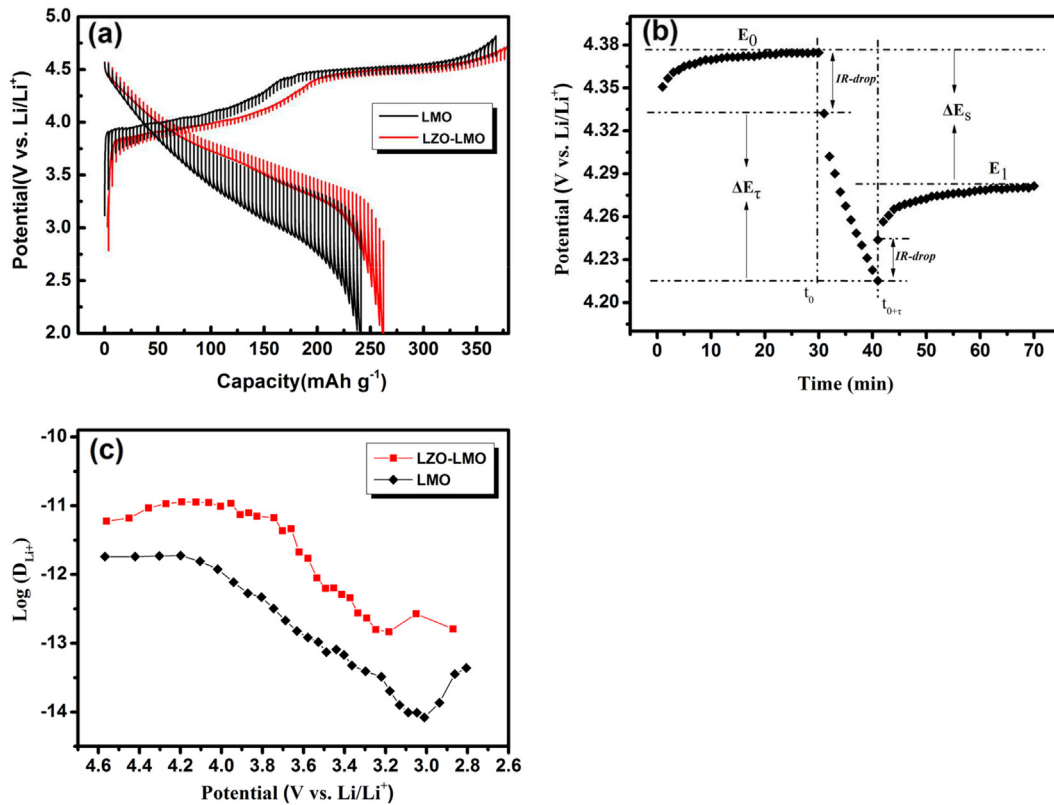 (a)
5.0
4.5
4.0
3.5
3.0
2.5
2.0
Potential(V vs. Li/Li⁺)
LMO
LZO-LMO
0 50 100 150 200 250 300 350
Capacity(mAh g⁻¹)
(b)
4.38
4.35
4.32
4.29
4.26
4.23
4.20
Potential (V vs. Li/Li⁺)
E₀
IR-drop
ΔEₛ
ΔE_τ
E₁
IR-drop
t₀
t₀₊τ
0 10 20 30 40 50 60 70
Time (min)
(c)
-10
-11
-12
-13
-14
Log (D_Li+)
LZO-LMO
LMO
4.6 4.4 4.2 4.0 3.8 3.6 3.4 3.2 3.0 2.8 2.6
Potential (V vs. Li/Li⁺)